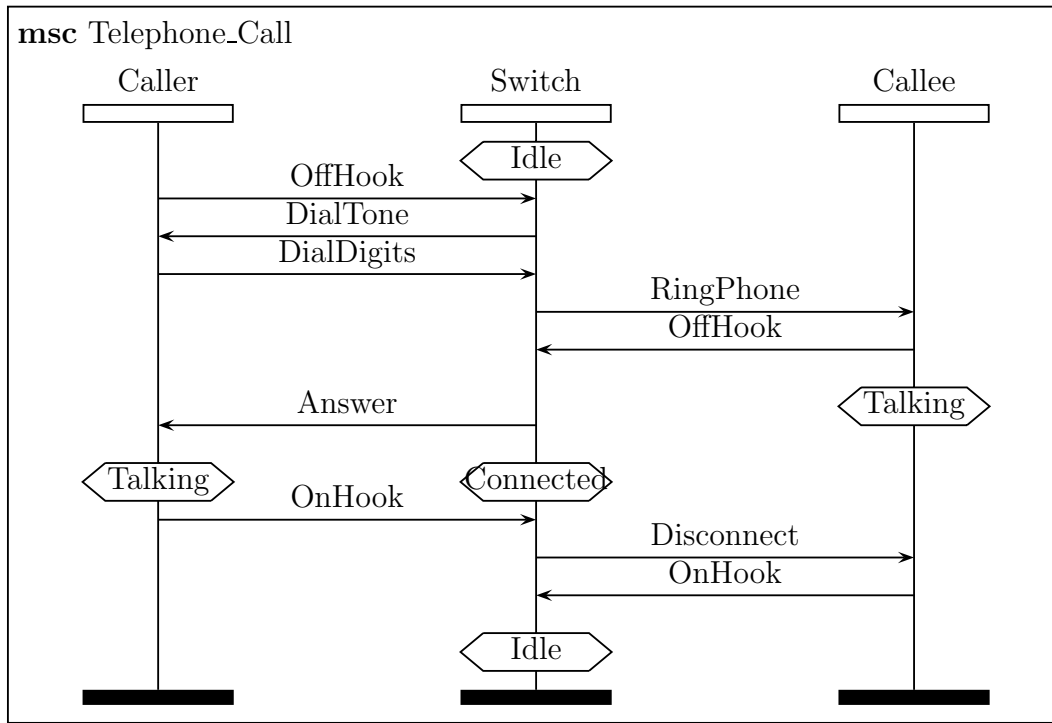 msc Telephone_Call
Caller Switch Callee
Idle
OffHook
DialTone
DialDigits
RingPhone
OffHook
Answer
Talking
Talking
Connected
OnHook
Disconnect
OnHook
Idle